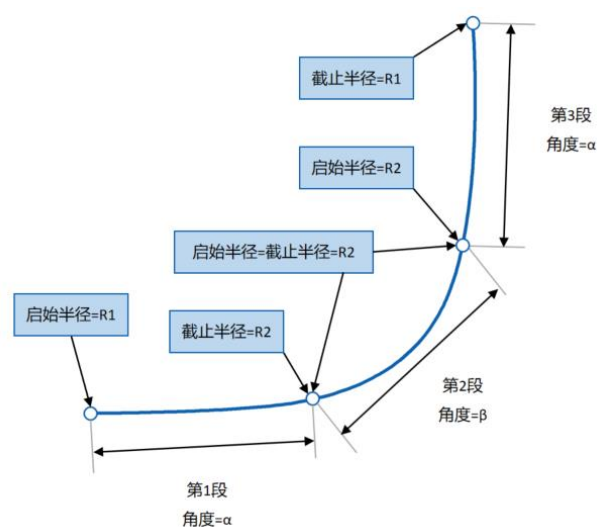 截止半径=R1
第3段
角度=α
启始半径=R2
启始半径=截止半径=R2
启始半径=R1
截止半径=R2
第2段
角度=β
第1段
角度=α